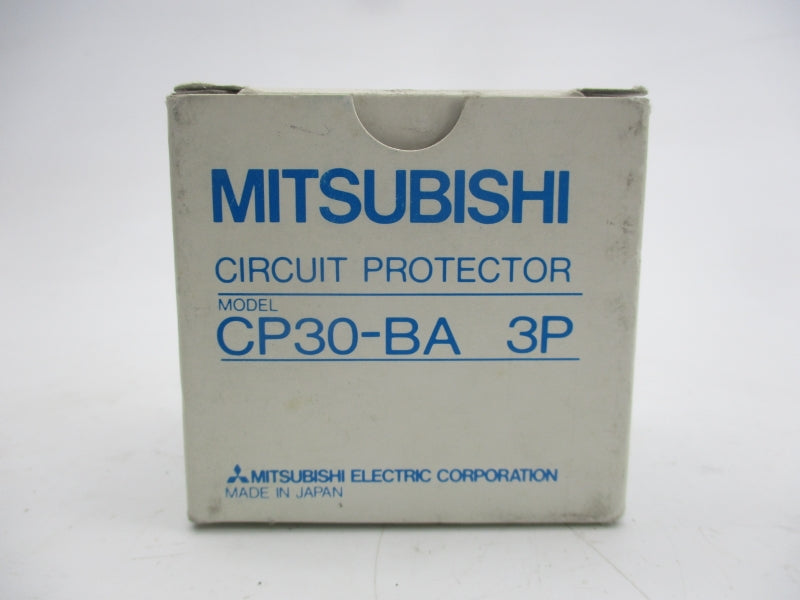 MITSUBISHI
CIRCUIT PROTECTOR
MODEL
CP30-BA 3P
MITSUBISHI ELECTRIC CORPORATION
MADE IN JAPAN